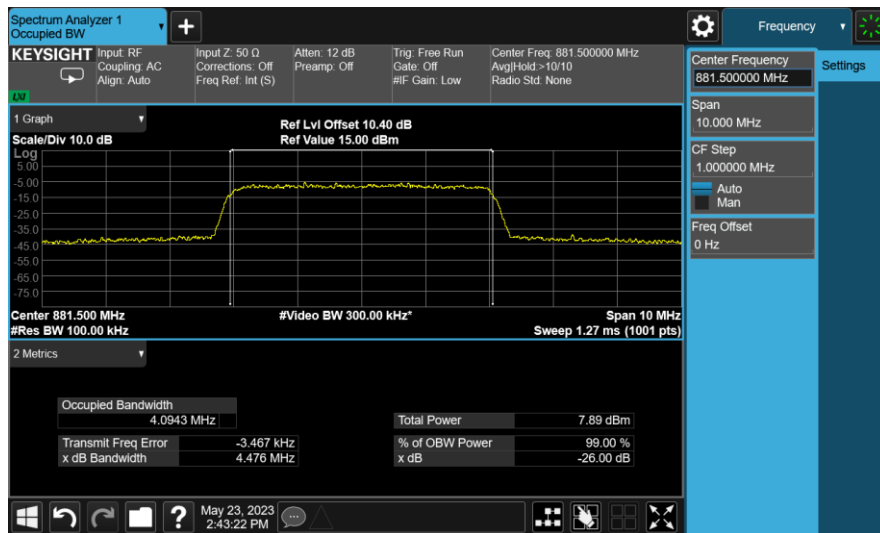 Spectrum Analyzer 1
Occupied BW
Frequency
KEYSIGHT
Input: RF
Coupling: AC
Align: Auto
Input Z: 50 Ω
Corrections: Off
Freq Ref: Int (S)
Atten: 12 dB
Preamp: Off
Trig: Free Run
Gate: Off
#IF Gain: Low
Center Freq: 881.500000 MHz
Avg|Hold:>10/10
Radio Std: None
LXI
Center Frequency
881.500000 MHz
Settings
Span
10.000 MHz
CF Step
1.000000 MHz
Auto
Man
Freq Offset
0 Hz
1 Graph
Scale/Div 10.0 dB
Ref Lvl Offset 10.40 dB
Ref Value 15.00 dBm
Log
5.00
-5.00
-15.0
-25.0
-35.0
-45.0
-55.0
-65.0
-75.0
Center 881.500 MHz
#Video BW 300.00 kHz*
Span 10 MHz
#Res BW 100.00 kHz
Sweep 1.27 ms (1001 pts)
2 Metrics
Occupied Bandwidth
4.0943 MHz
Total Power 7.89 dBm
Transmit Freq Error -3.467 kHz
% of OBW Power 99.00 %
x dB Bandwidth 4.476 MHz
x dB -26.00 dB
?
May 23, 2023
2:43:22 PM